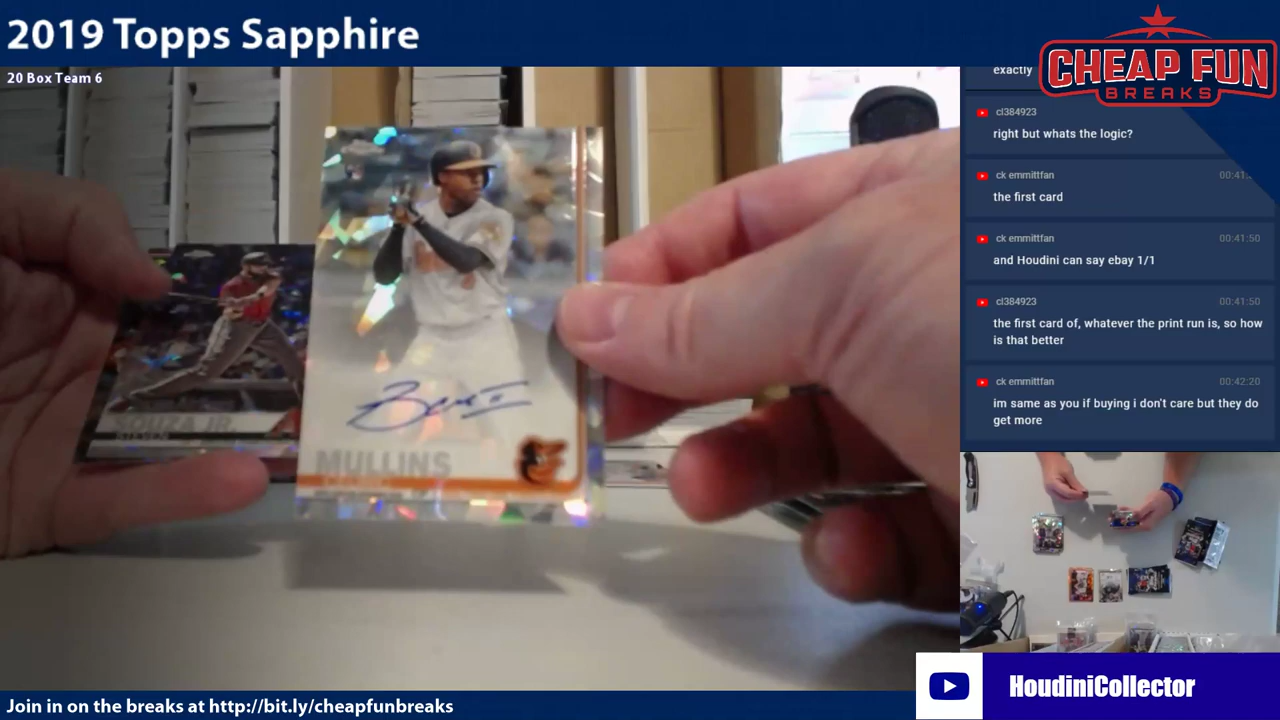 2019 Topps Sapphire
20 Box Team 6
CHEAP FUN
BREAKS
exactly
cl384923
right but whats the logic?
ck emmittfan
the first card
ck emmittfan 00:41:50
and Houdini can say ebay 1/1
cl384923 00:41:50
the first card of, whatever the print run is, so how
is that better
ck emmittfan 00:42:20
im same as you if buying i don't care but they do
get more
SOUZA JR.
STEVEN
MULLINS
HoudiniCollector
Join in on the breaks at http://bit.ly/cheapfunbreaks